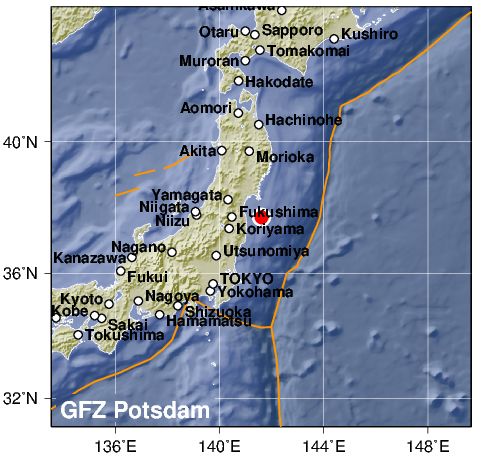 Asahikawa
Otaru
Sapporo
Kushiro
Tomakomai
Muroran
Hakodate
Aomori
Hachinohe
40°N
Akita
Morioka
Yamagata
Niigata
Fukushima
Niizu
Koriyama
Nagano
Utsunomiya
Kanazawa
36°N
Fukui
TOKYO
Kyoto
Nagoya
Yokohama
Kobe
Shizuoka
Sakai
Hamamatsu
Tokushima
32°N
GFZ Potsdam
136°E
140°E
144°E
148°E